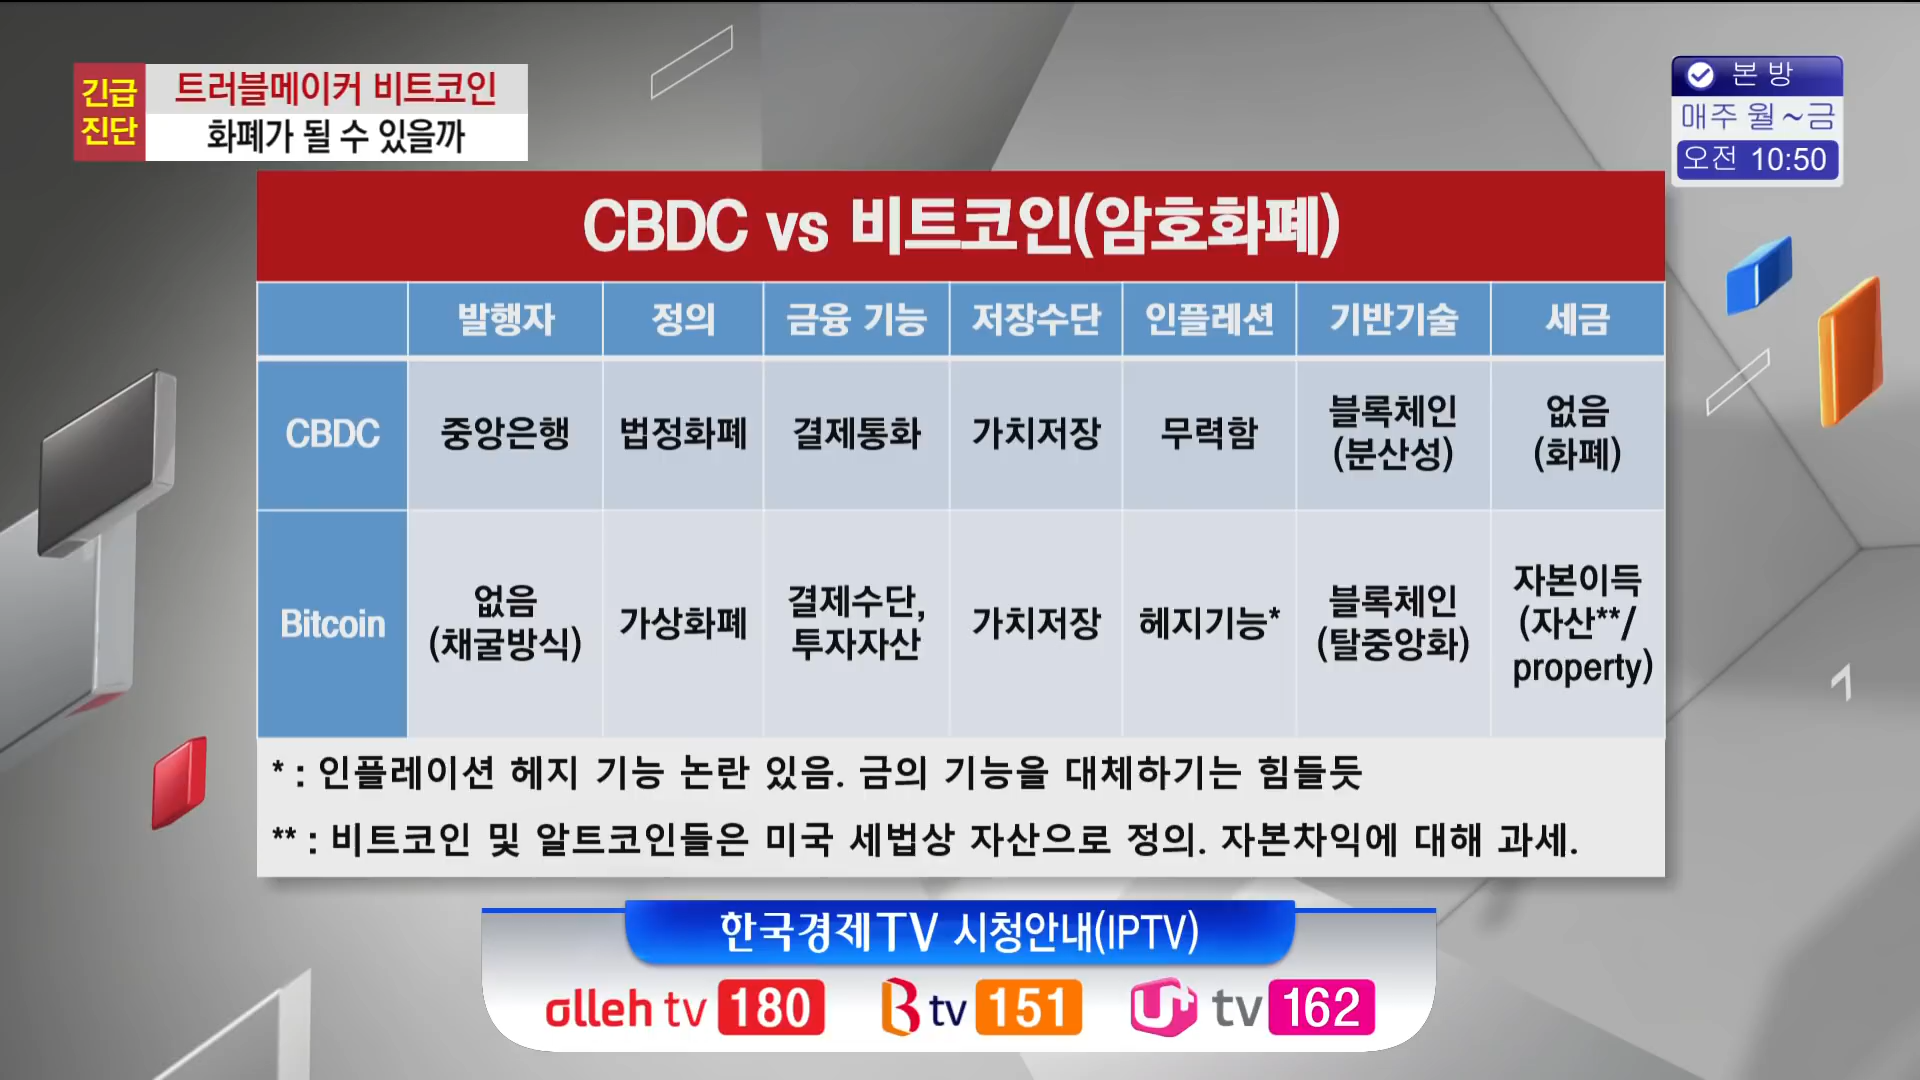 긴급
진단
트러블메이커 비트코인
화폐가 될 수 있을까
본 방
매주 월~금
오전 10:50
CBDC vs 비트코인(암호화폐)
발행자 정의 금융 기능 저장수단 인플레션 기반기술 세금
CBDC 중앙은행 법정화폐 결제통화 가치저장 무력함 블록체인 없음
(분산성) (화폐)
Bitcoin 없음 가상화폐 결제수단, 가치저장 헤지기능* 블록체인 자본이득
(채굴방식) 투자자산 (탈중앙화) (자산**/
property)
* : 인플레이션 헤지 기능 논란 있음. 금의 기능을 대체하기는 힘들듯
** : 비트코인 및 알트코인들은 미국 세법상 자산으로 정의. 자본차익에 대해 과세.
한국경제TV 시청안내(IPTV)
olleh tv 180 B tv 151 U+ tv 162